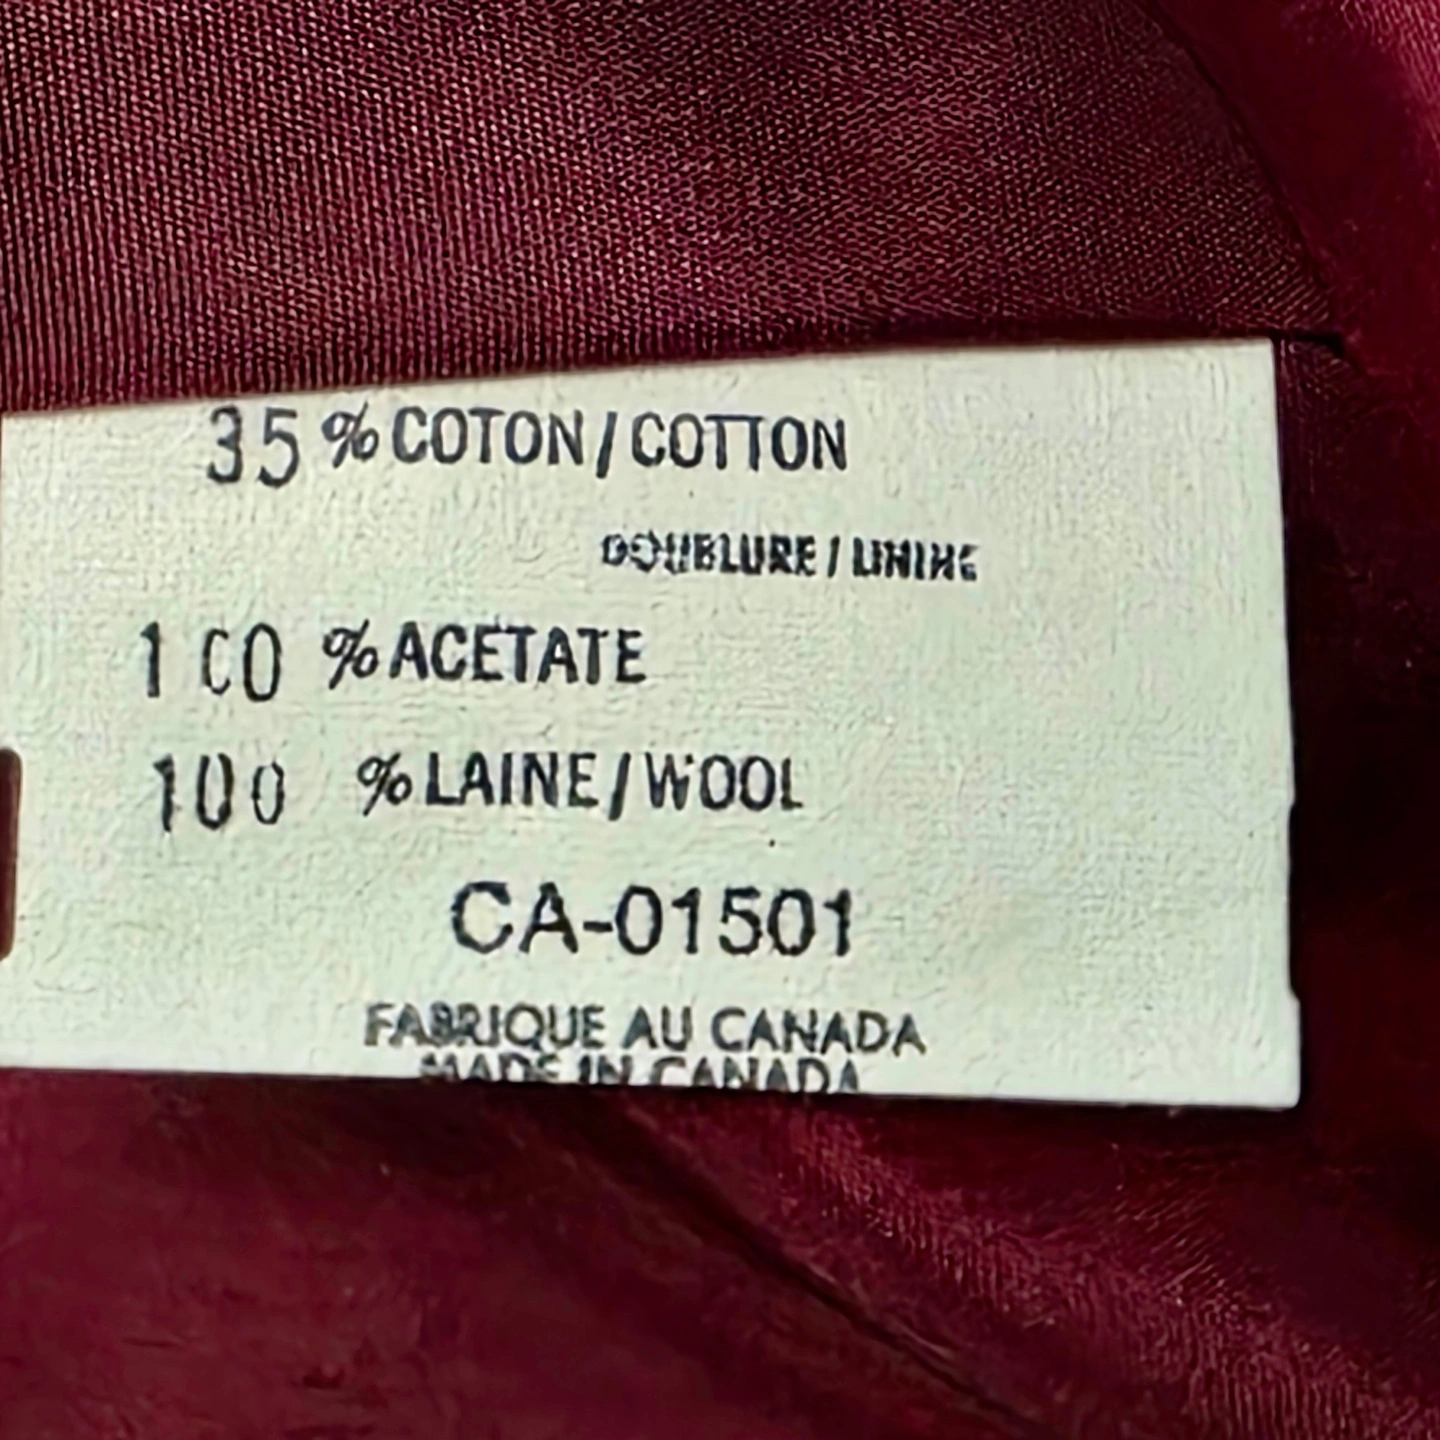 35 % COTON / COTTON
DOUBLURE / LINING
100 % ACETATE
100 % LAINE / WOOL
CA-01501
FABRIQUE AU CANADA
MADE IN CANADA